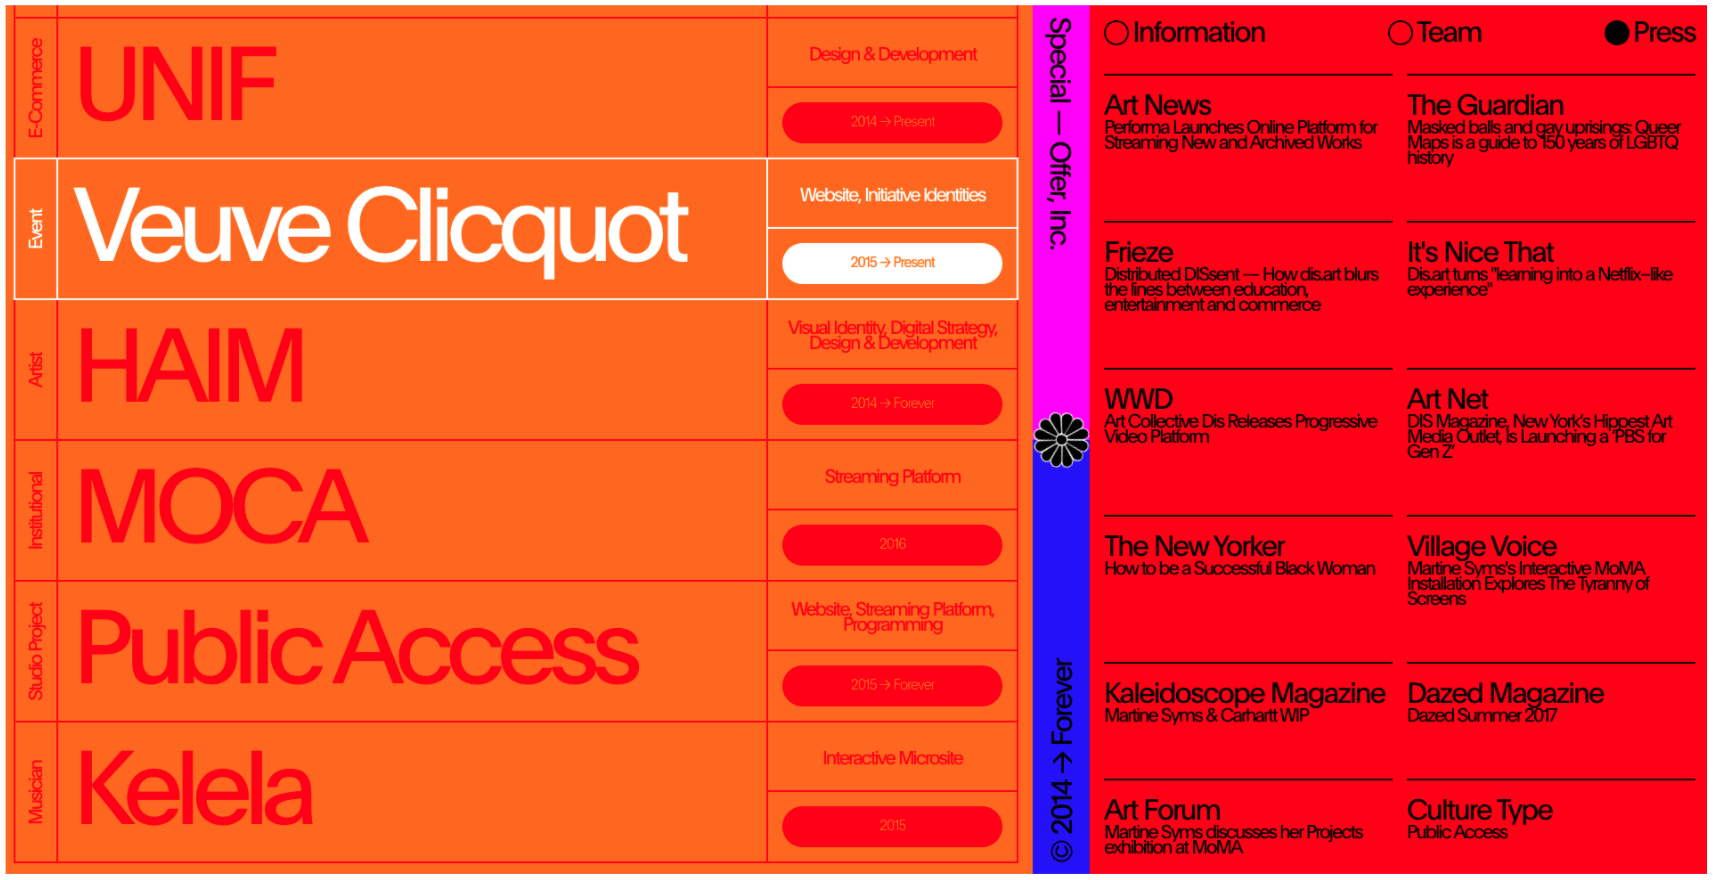 E-Commerce
UNIF
Design & Development
2014 → Present
Event
Veuve Clicquot
Website, Initiative Identities
2015 → Present
Artist
HAIM
Visual Identity, Digital Strategy,
Design & Development
2014 → Forever
Institutional
MOCA
Streaming Platform
2016
Studio Project
Public Access
Website, Streaming Platform,
Programming
2015 → Forever
Musician
Kelela
Interactive Microsite
2015
Special — Offer, Inc.
© 2014 → Forever
Information
Team
Press
Art News
Performa Launches Online Platform for
Streaming New and Archived Works
The Guardian
Masked balls and gay uprisings: Queer
Maps is a guide to 150 years of LGBTQ
history
Frieze
Distributed DISsent — How dis.art blurs
the lines between education,
entertainment and commerce
It's Nice That
Dis.art turns "learning into a Netflix–like
experience"
WWD
Art Collective Dis Releases Progressive
Video Platform
Art Net
DIS Magazine, New York's Hippest Art
Media Outlet, Is Launching a ‘PBS for
Gen Z’
The New Yorker
How to be a Successful Black Woman
Village Voice
Martine Syms's Interactive MoMA
Installation Explores The Tyranny of
Screens
Kaleidoscope Magazine
Martine Syms & Carhartt WIP
Dazed Magazine
Dazed Summer 2017
Art Forum
Martine Syms discusses her Projects
exhibition at MoMA
Culture Type
Public Access